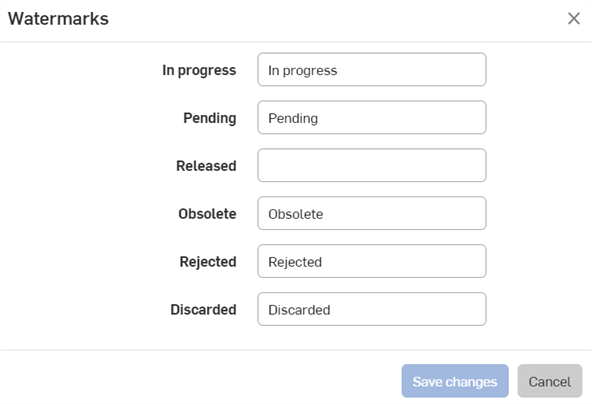 Watermarks
In progress In progress
Pending Pending
Released
Obsolete Obsolete
Rejected Rejected
Discarded Discarded
Save changes Cancel